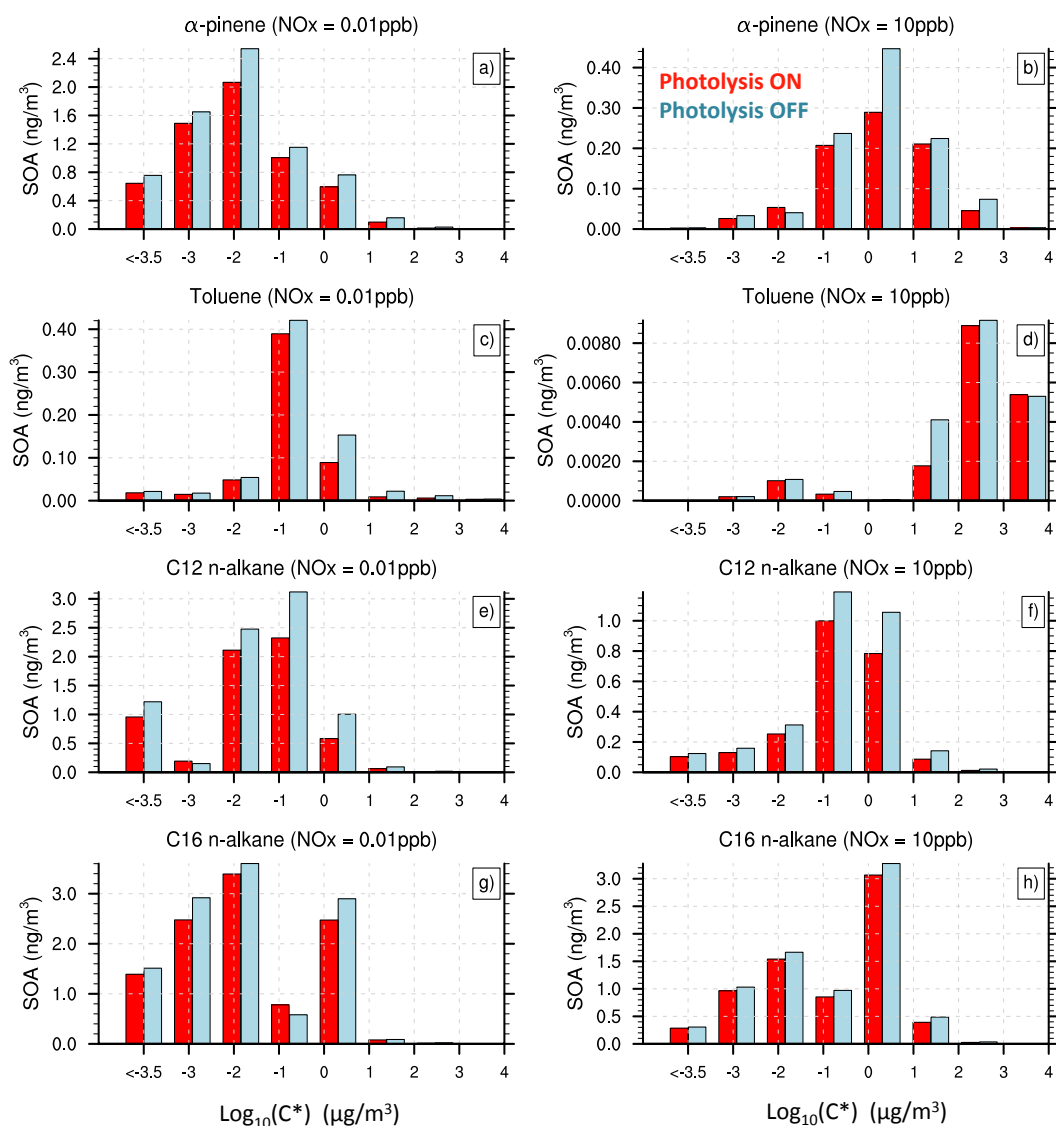 α-pinene (NOx = 0.01ppb)
a)
SOA (ng/m³)
2.4
2.0
1.6
1.2
0.8
0.4
0.0
<-3.5 -3 -2 -1 0 1 2 3 4
α-pinene (NOx = 10ppb)
b)
Photolysis ON
Photolysis OFF
SOA (ng/m³)
0.40
0.30
0.20
0.10
0.00
<-3.5 -3 -2 -1 0 1 2 3 4
Toluene (NOx = 0.01ppb)
c)
SOA (ng/m³)
0.40
0.30
0.20
0.10
0.00
<-3.5 -3 -2 -1 0 1 2 3 4
Toluene (NOx = 10ppb)
d)
SOA (ng/m³)
0.0080
0.0060
0.0040
0.0020
0.0000
<-3.5 -3 -2 -1 0 1 2 3 4
C12 n-alkane (NOx = 0.01ppb)
e)
SOA (ng/m³)
3.0
2.5
2.0
1.5
1.0
0.5
0.0
<-3.5 -3 -2 -1 0 1 2 3 4
C12 n-alkane (NOx = 10ppb)
f)
SOA (ng/m³)
1.0
0.8
0.6
0.4
0.2
0.0
<-3.5 -3 -2 -1 0 1 2 3 4
C16 n-alkane (NOx = 0.01ppb)
g)
SOA (ng/m³)
3.0
2.0
1.0
0.0
<-3.5 -3 -2 -1 0 1 2 3 4
Log₁₀(C*) (µg/m³)
C16 n-alkane (NOx = 10ppb)
h)
SOA (ng/m³)
3.0
2.5
2.0
1.5
1.0
0.5
0.0
<-3.5 -3 -2 -1 0 1 2 3 4
Log₁₀(C*) (µg/m³)